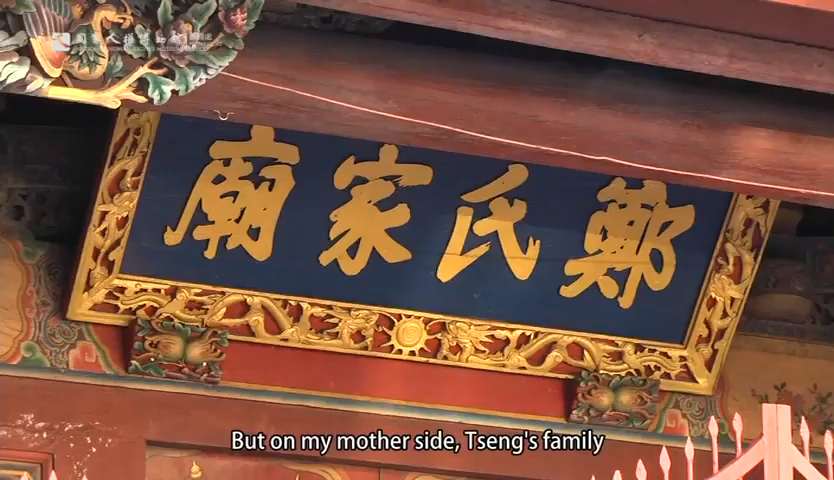 鄭氏家廟
But on my mother side, Tseng's family